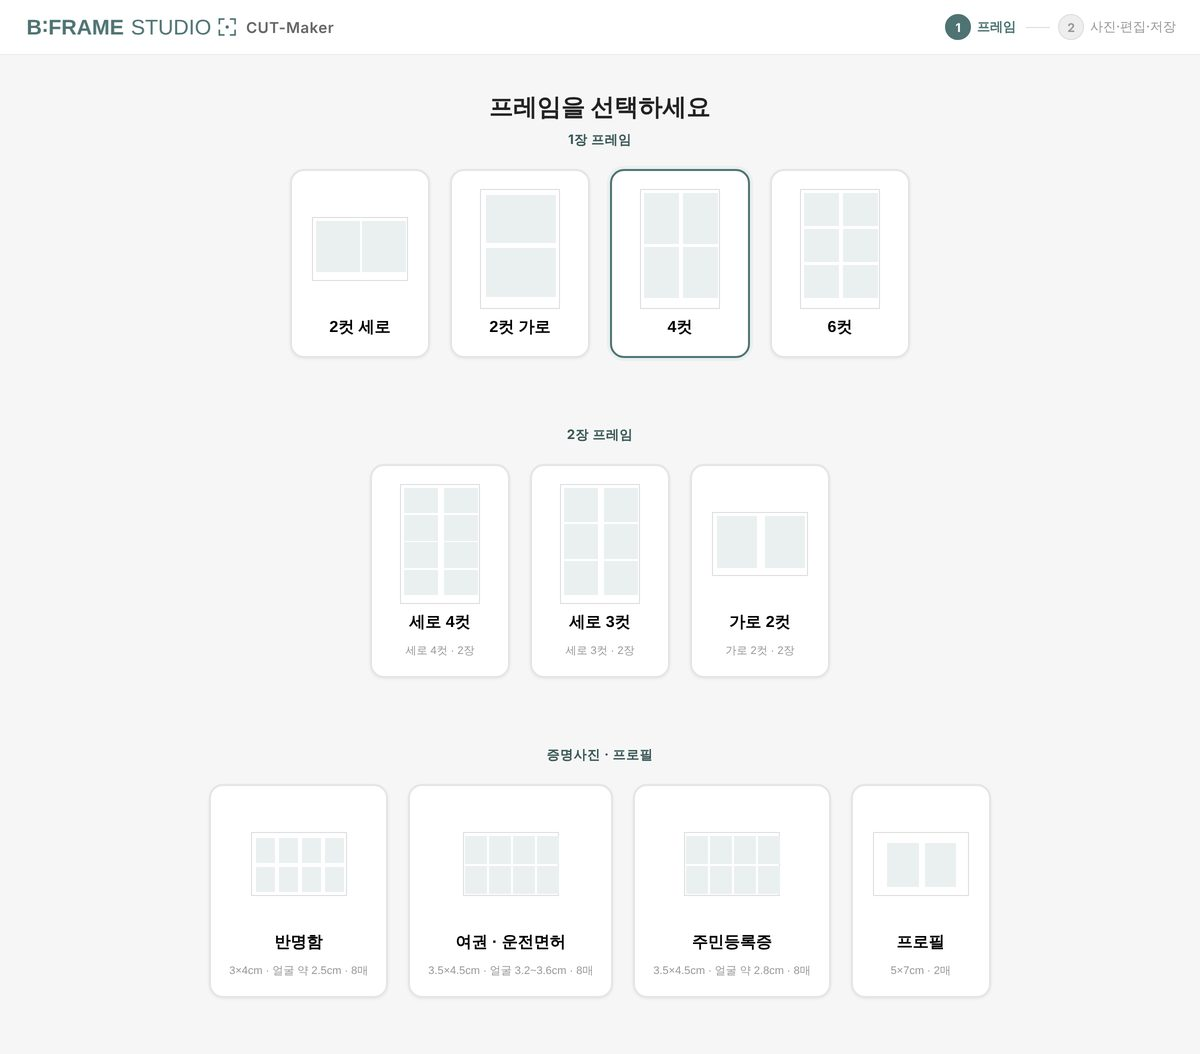 B:FRAME STUDIO CUT-Maker
1 프레임
2 사진·편집·저장
프레임을 선택하세요
1장 프레임
2컷 세로
2컷 가로
4컷
6컷
2장 프레임
세로 4컷
세로 4컷 · 2장
세로 3컷
세로 3컷 · 2장
가로 2컷
가로 2컷 · 2장
증명사진 · 프로필
반명함
3×4cm · 얼굴 약 2.5cm · 8매
여권 · 운전면허
3.5×4.5cm · 얼굴 3.2~3.6cm · 8매
주민등록증
3.5×4.5cm · 얼굴 약 2.8cm · 8매
프로필
5×7cm · 2매